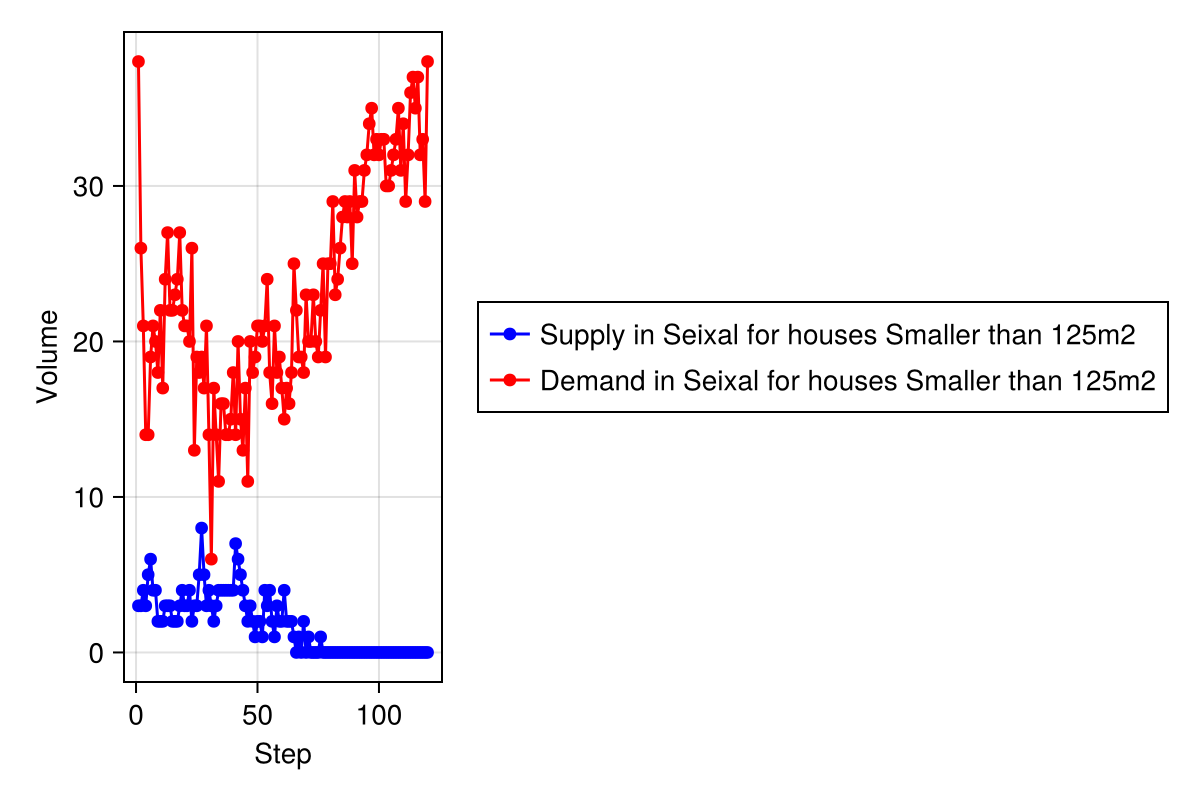 Volume
30
20
10
0
0 50 100
Step
Supply in Seixal for houses Smaller than 125m2
Demand in Seixal for houses Smaller than 125m2